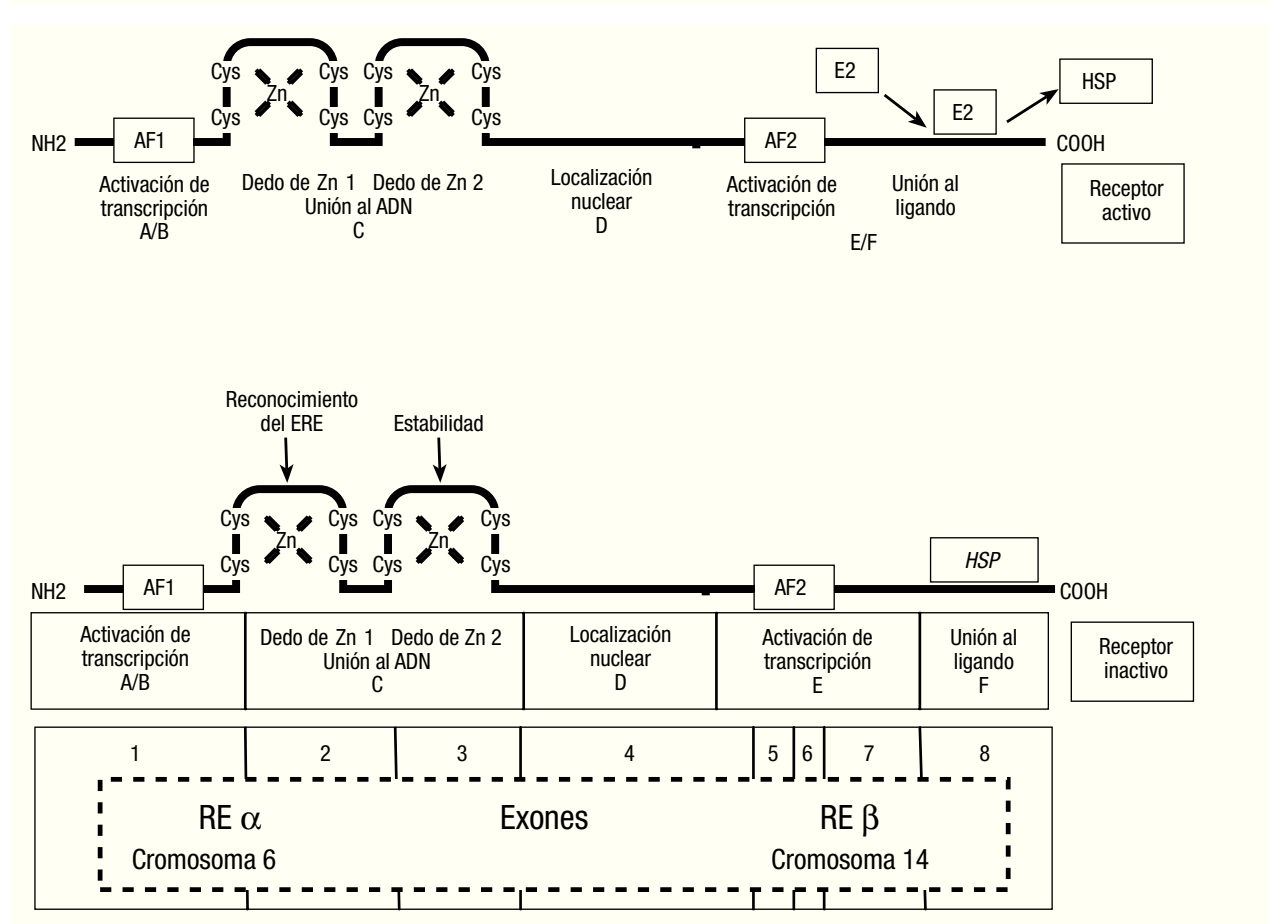 Cys Cys Cys Cys
Zn Zn
Cys Cys Cys Cys
E2
E2
HSP
NH2 AF1 AF2 COOH
Activación de
transcripción
A/B
Dedo de Zn 1 Dedo de Zn 2
Unión al ADN
C
Localización
nuclear
D
Activación de
transcripción
Unión al
ligando
E/F
Receptor
activo
Reconocimiento
del ERE
Estabilidad
Cys Cys Cys Cys
Zn Zn
Cys Cys Cys Cys
HSP
NH2 AF1 AF2 COOH
Activación de
transcripción
A/B
Dedo de Zn 1 Dedo de Zn 2
Unión al ADN
C
Localización
nuclear
D
Activación de
transcripción
E
Unión al
ligando
F
Receptor
inactivo
1 2 3 4 5 6 7 8
RE α Exones RE β
Cromosoma 6 Cromosoma 14